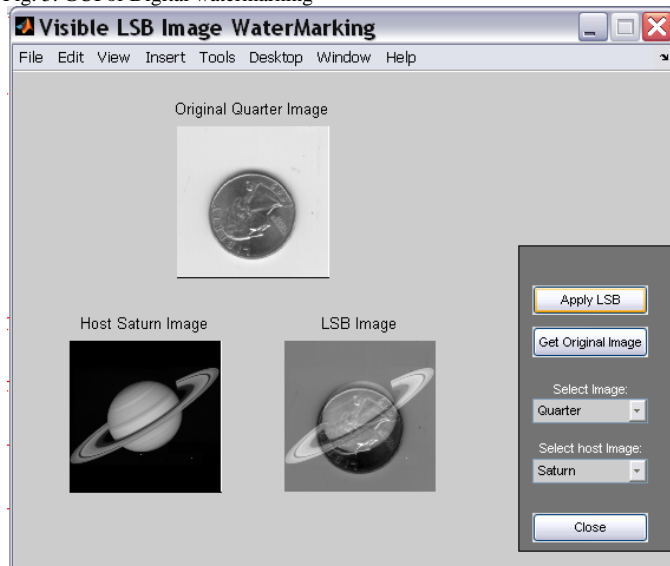 Fig. 3. GUI of Digital watermarking
Visible LSB Image WaterMarking
File Edit View Insert Tools Desktop Window Help
Original Quarter Image
Host Saturn Image
LSB Image
Apply LSB
Get Original Image
Select Image:
Quarter
Select host Image:
Saturn
Close